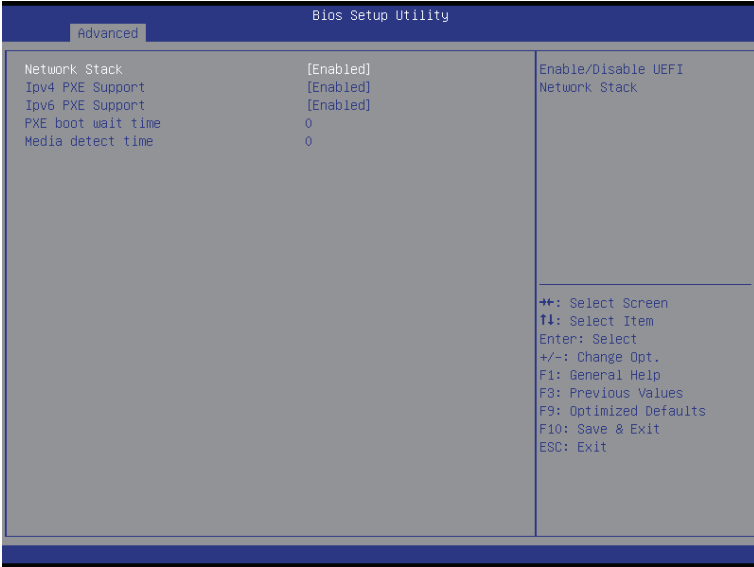 Bios Setup Utility
Advanced
Network Stack [Enabled]
Ipv4 PXE Support [Enabled]
Ipv6 PXE Support [Enabled]
PXE boot wait time 0
Media detect time 0
Enable/Disable UEFI
Network Stack
→←: Select Screen
↑↓: Select Item
Enter: Select
+/-: Change Opt.
F1: General Help
F3: Previous Values
F9: Optimized Defaults
F10: Save & Exit
ESC: Exit